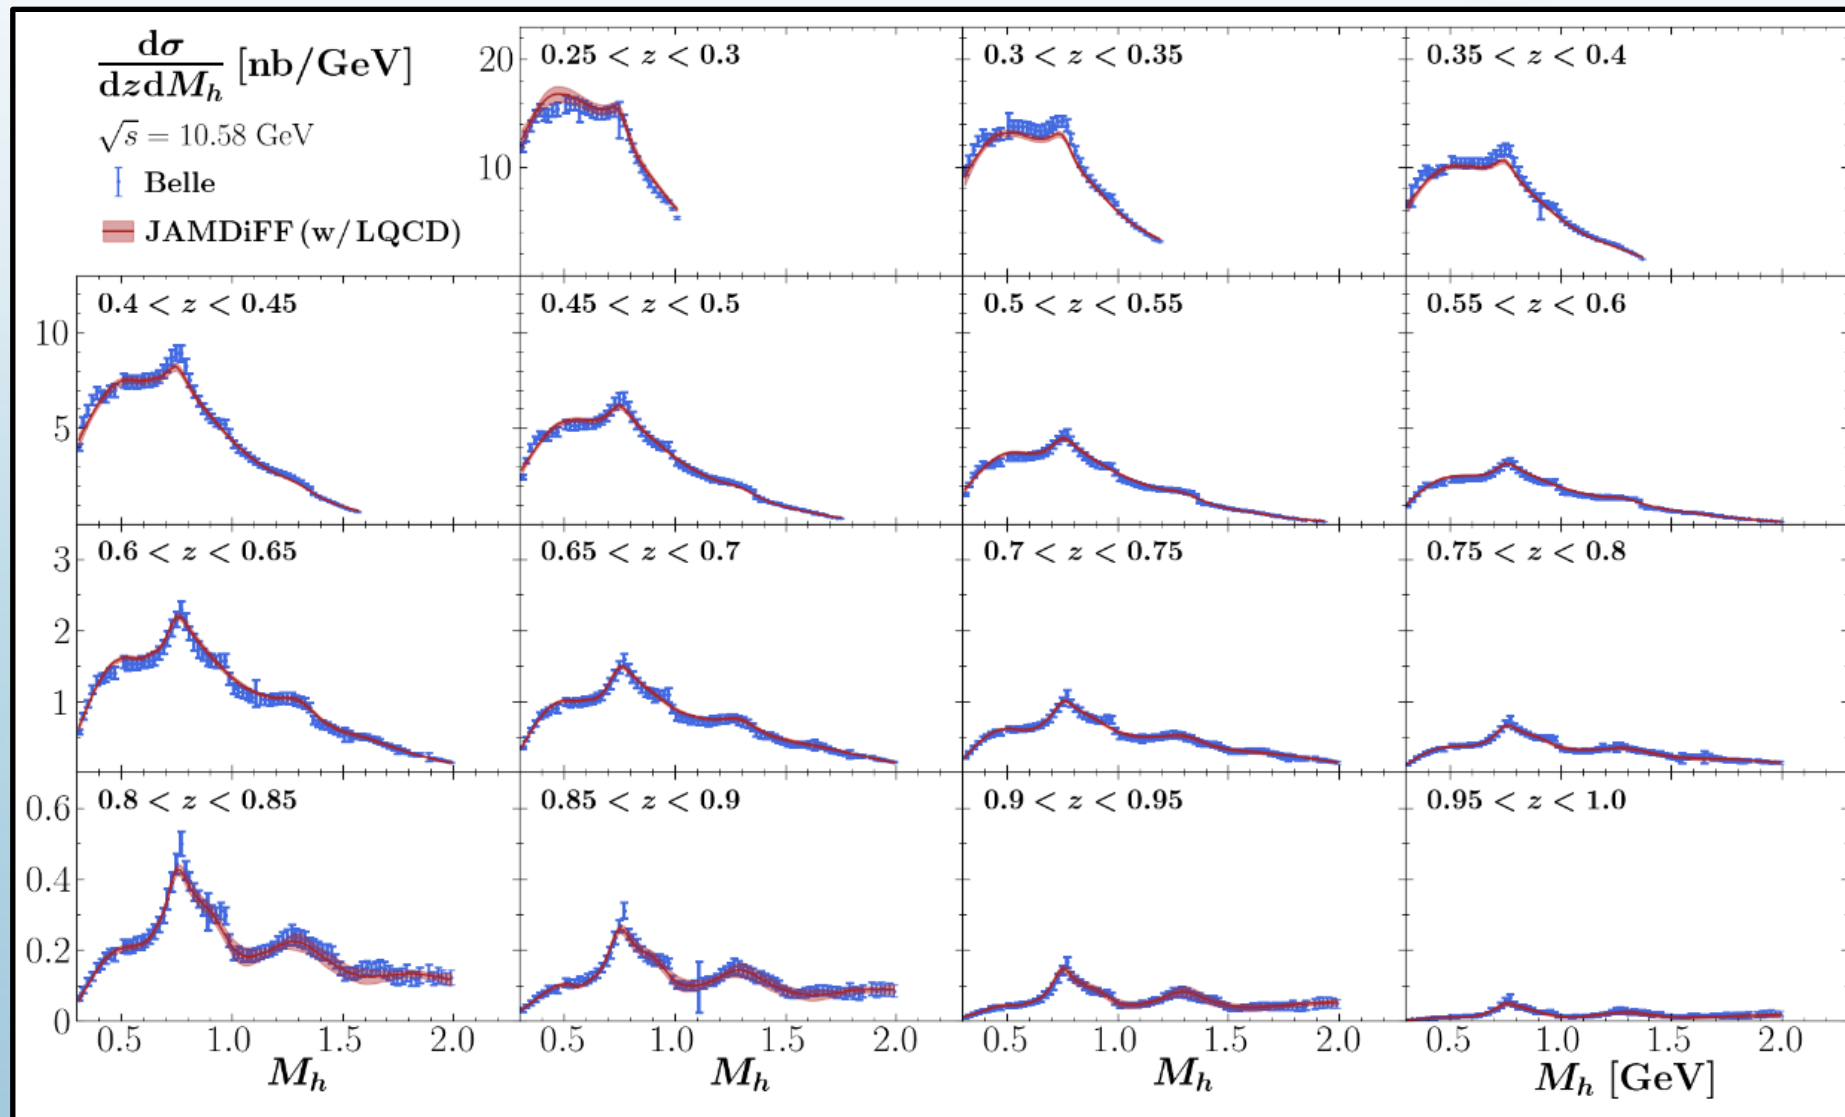 dσ
dzdM_h [nb/GeV]
√s = 10.58 GeV
Belle
JAMDiFF (w/ LQCD)
20
10
0.25 < z < 0.3
0.3 < z < 0.35
0.35 < z < 0.4
10
5
0.4 < z < 0.45
0.45 < z < 0.5
0.5 < z < 0.55
0.55 < z < 0.6
3
2
1
0.6 < z < 0.65
0.65 < z < 0.7
0.7 < z < 0.75
0.75 < z < 0.8
0.6
0.4
0.2
0
0.8 < z < 0.85
0.85 < z < 0.9
0.9 < z < 0.95
0.95 < z < 1.0
0.5 1.0 1.5 2.0 0.5 1.0 1.5 2.0 0.5 1.0 1.5 2.0 0.5 1.0 1.5 2.0
M_h M_h M_h M_h [GeV]